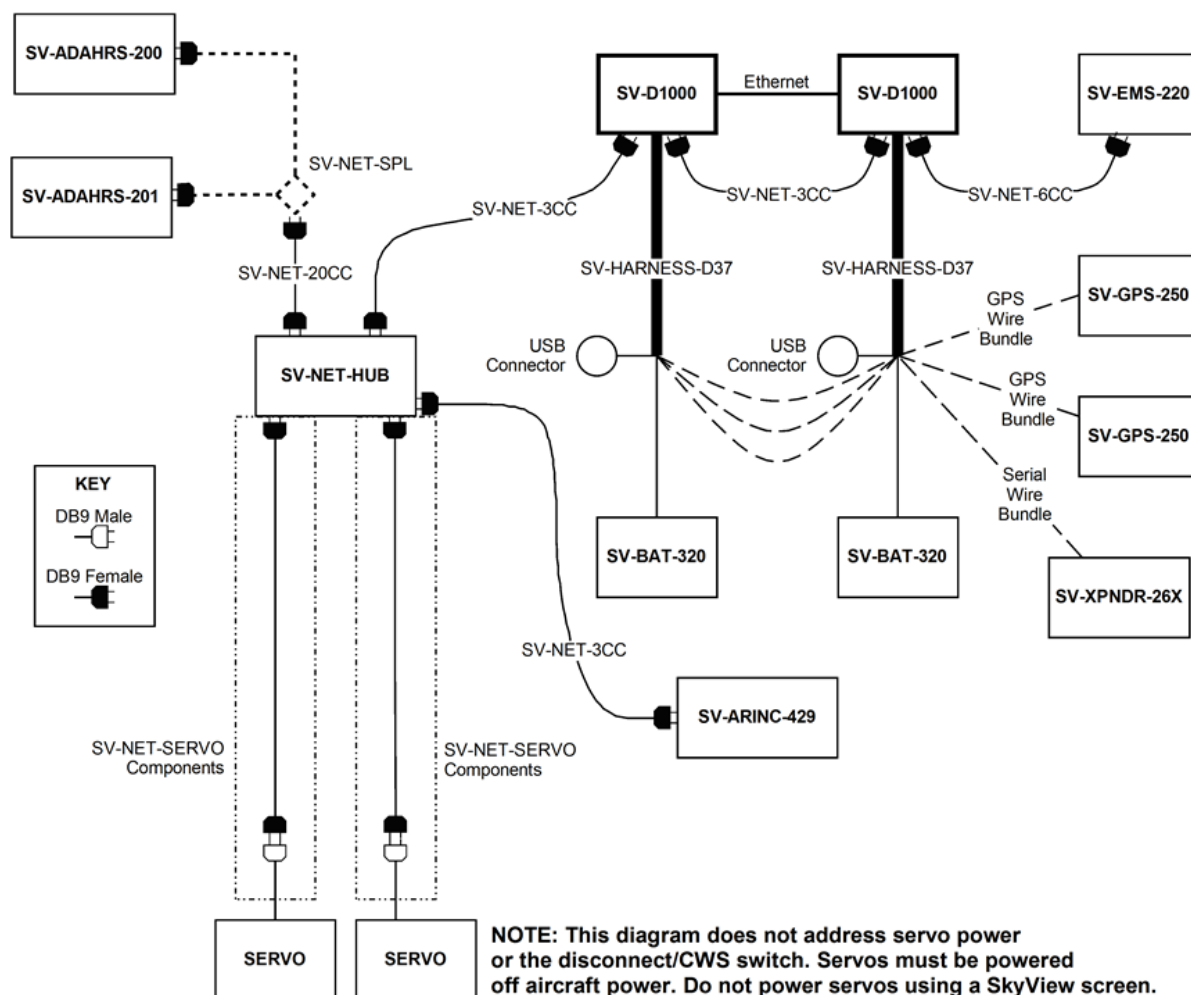 SV-ADAHRS-200
SV-D1000
Ethernet
SV-D1000
SV-EMS-220
SV-ADAHRS-201
SV-NET-SPL
SV-NET-3CC
SV-NET-3CC
SV-NET-6CC
SV-NET-20CC
SV-HARNESS-D37
SV-HARNESS-D37
GPS
Wire
Bundle
SV-GPS-250
USB
Connector
USB
Connector
SV-NET-HUB
GPS
Wire
Bundle
SV-GPS-250
KEY
DB9 Male
DB9 Female
Serial
Wire
Bundle
SV-BAT-320
SV-BAT-320
SV-XPNDR-26X
SV-NET-3CC
SV-ARINC-429
SV-NET-SERVO
Components
SV-NET-SERVO
Components
SERVO
SERVO
NOTE: This diagram does not address servo power
or the disconnect/CWS switch. Servos must be powered
off aircraft power. Do not power servos using a SkyView screen.